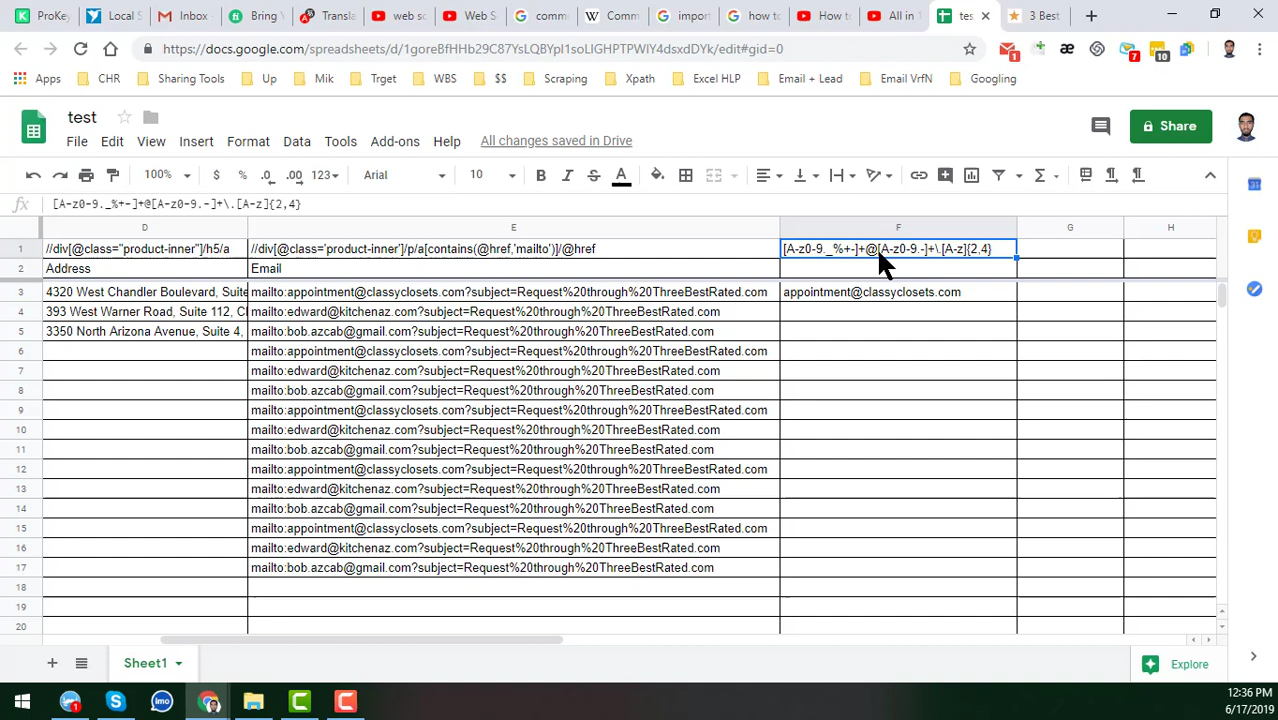 ProKey
Local S
Inbox
Bring
Transla
web sc
Web S
comm
Comm
import
how to
How to
All in 1
tes
3 Best
https://docs.google.com/spreadsheets/d/1goreBfHHb29C87YsLQBYpl1soLIGHPTPWlY4dsxdDYk/edit#gid=0
1
7
10
Apps CHR Sharing Tools Up Mik Trget WBS $$ Scraping Xpath Excel HLP Email + Lead Email VrfN Googling
test
File Edit View Insert Format Data Tools Add-ons Help All changes saved in Drive
Share
100% $ % .0 .00 123 Arial 10 B I S A
fx [A-z0-9._%+-]+@[A-z0-9.-]+\.[A-z]{2,4}
D E F G H
1 //div[@class="product-inner"]/h5/a //div[@class='product-inner']/p/a[contains(@href,'mailto')]/@href [A-z0-9._%+-]+@[A-z0-9.-]+\.[A-z]{2,4}
2 Address Email
3 4320 West Chandler Boulevard, Suite mailto:appointment@classyclosets.com?subject=Request%20through%20ThreeBestRated.com appointment@classyclosets.com
4 393 West Warner Road, Suite 112, C mailto:edward@kitchenaz.com?subject=Request%20through%20ThreeBestRated.com
5 3350 North Arizona Avenue, Suite 4, mailto:bob.azcab@gmail.com?subject=Request%20through%20ThreeBestRated.com
6 mailto:appointment@classyclosets.com?subject=Request%20through%20ThreeBestRated.com
7 mailto:edward@kitchenaz.com?subject=Request%20through%20ThreeBestRated.com
8 mailto:bob.azcab@gmail.com?subject=Request%20through%20ThreeBestRated.com
9 mailto:appointment@classyclosets.com?subject=Request%20through%20ThreeBestRated.com
10 mailto:edward@kitchenaz.com?subject=Request%20through%20ThreeBestRated.com
11 mailto:bob.azcab@gmail.com?subject=Request%20through%20ThreeBestRated.com
12 mailto:appointment@classyclosets.com?subject=Request%20through%20ThreeBestRated.com
13 mailto:edward@kitchenaz.com?subject=Request%20through%20ThreeBestRated.com
14 mailto:bob.azcab@gmail.com?subject=Request%20through%20ThreeBestRated.com
15 mailto:appointment@classyclosets.com?subject=Request%20through%20ThreeBestRated.com
16 mailto:edward@kitchenaz.com?subject=Request%20through%20ThreeBestRated.com
17 mailto:bob.azcab@gmail.com?subject=Request%20through%20ThreeBestRated.com
18
19
20
Sheet1
Explore
12:36 PM
6/17/2019